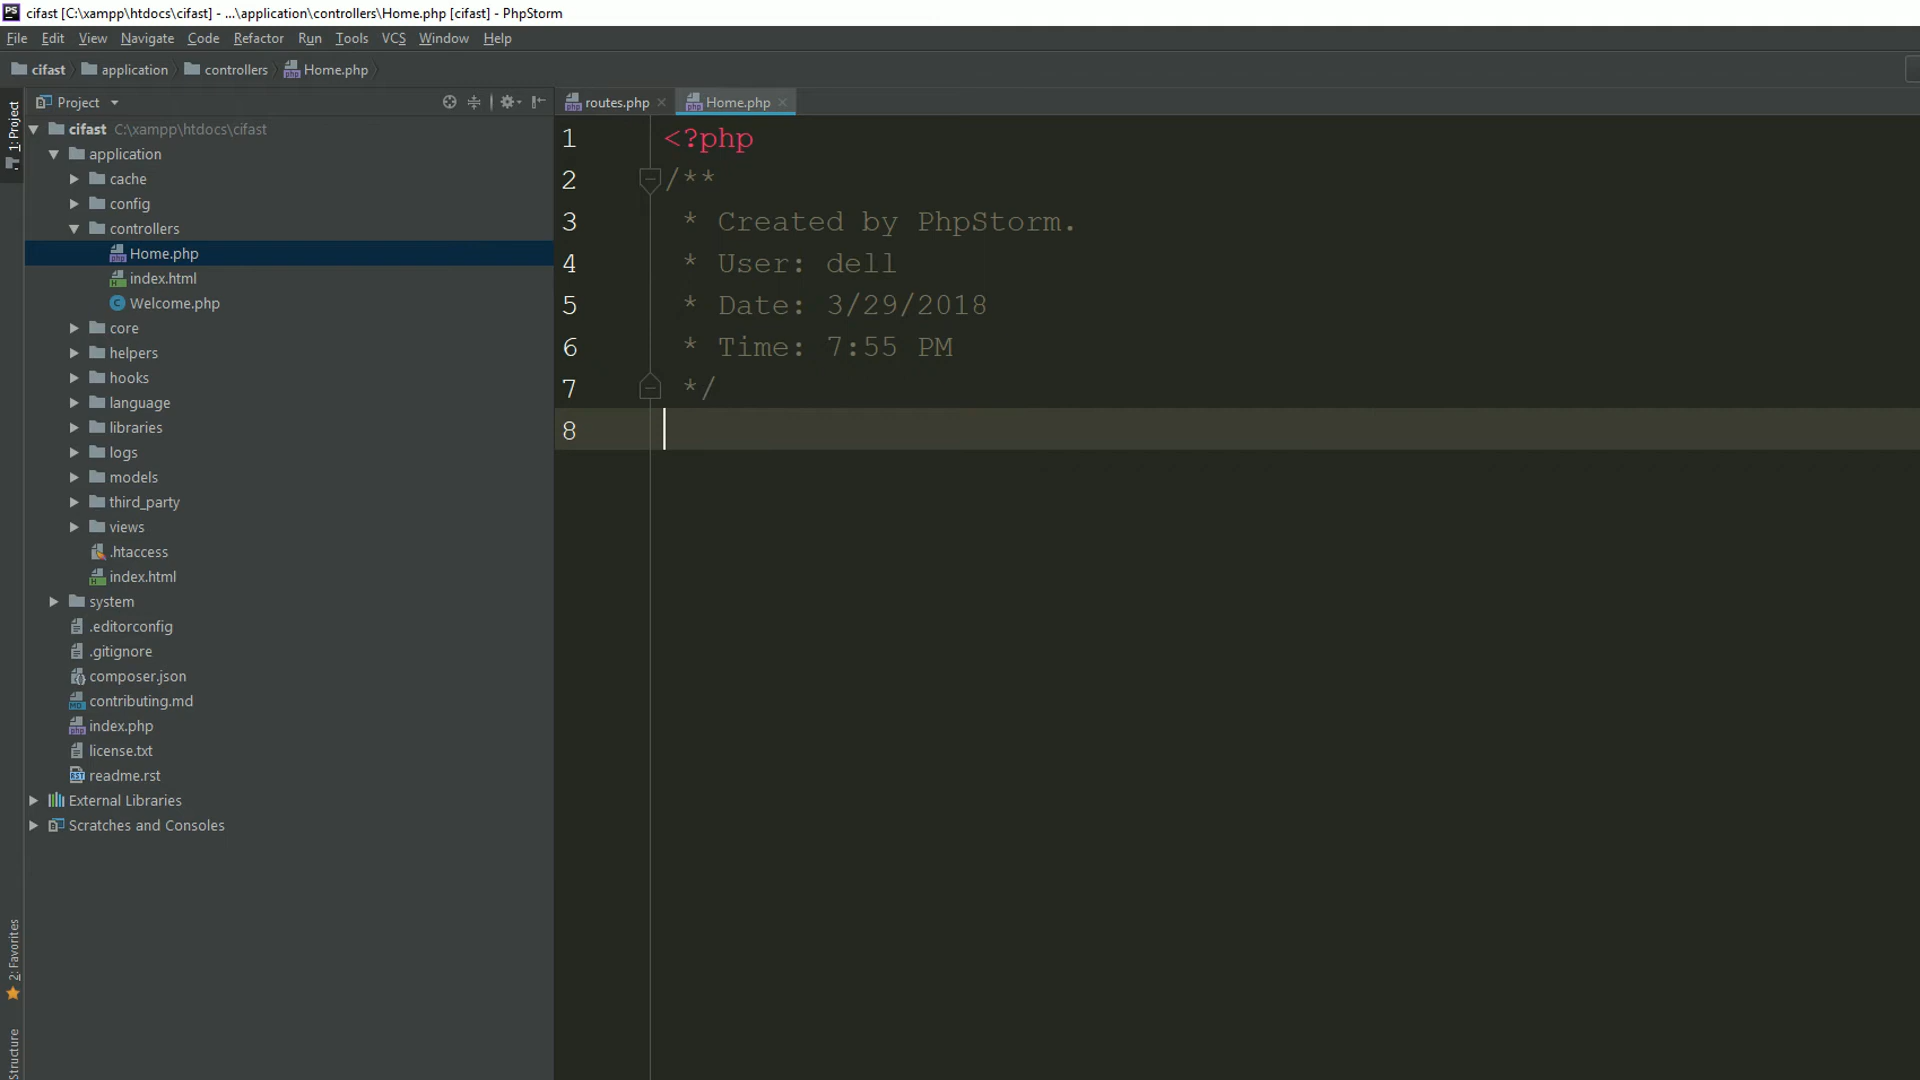 cifast [C:\xampp\htdocs\cifast] - ...\application\controllers\Home.php [cifast] - PhpStorm
File Edit View Navigate Code Refactor Run Tools VCS Window Help
cifast application controllers Home.php
1: Project
Project
cifast C:\xampp\htdocs\cifast
application
cache
config
controllers
Home.php
index.html
Welcome.php
core
helpers
hooks
language
libraries
logs
models
third_party
views
.htaccess
index.html
system
.editorconfig
.gitignore
composer.json
contributing.md
index.php
license.txt
readme.rst
External Libraries
Scratches and Consoles
2: Favorites
Structure
routes.php Home.php
1 <?php
2 /**
3 * Created by PhpStorm.
4 * User: dell
5 * Date: 3/29/2018
6 * Time: 7:55 PM
7 */
8